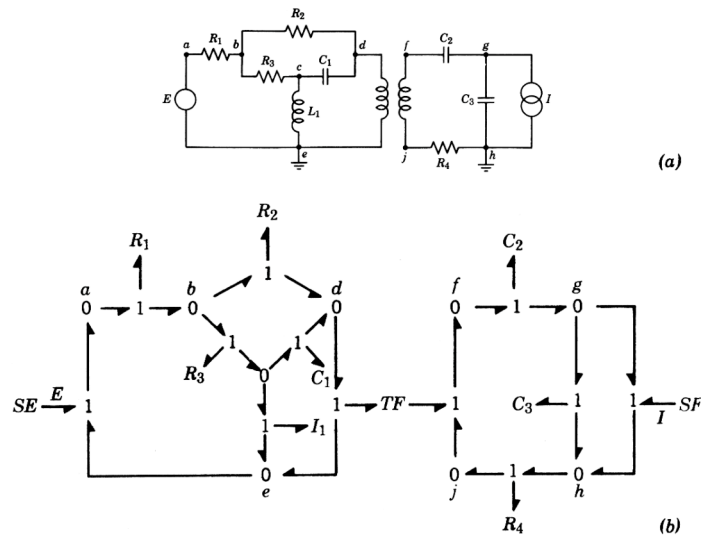 R2
a R1 b d f C2 g
R3 c C1
E L1 C3 I
e j R4 h
(a)
R2
R1 C2
a b d f g
0 1 0 1 0 0 1 0
1 1
R3 0 C1
SE E 1 1 TF 1 C3 1 1 I SF
1 I1
0 0 1 0
e j h
R4
(b)